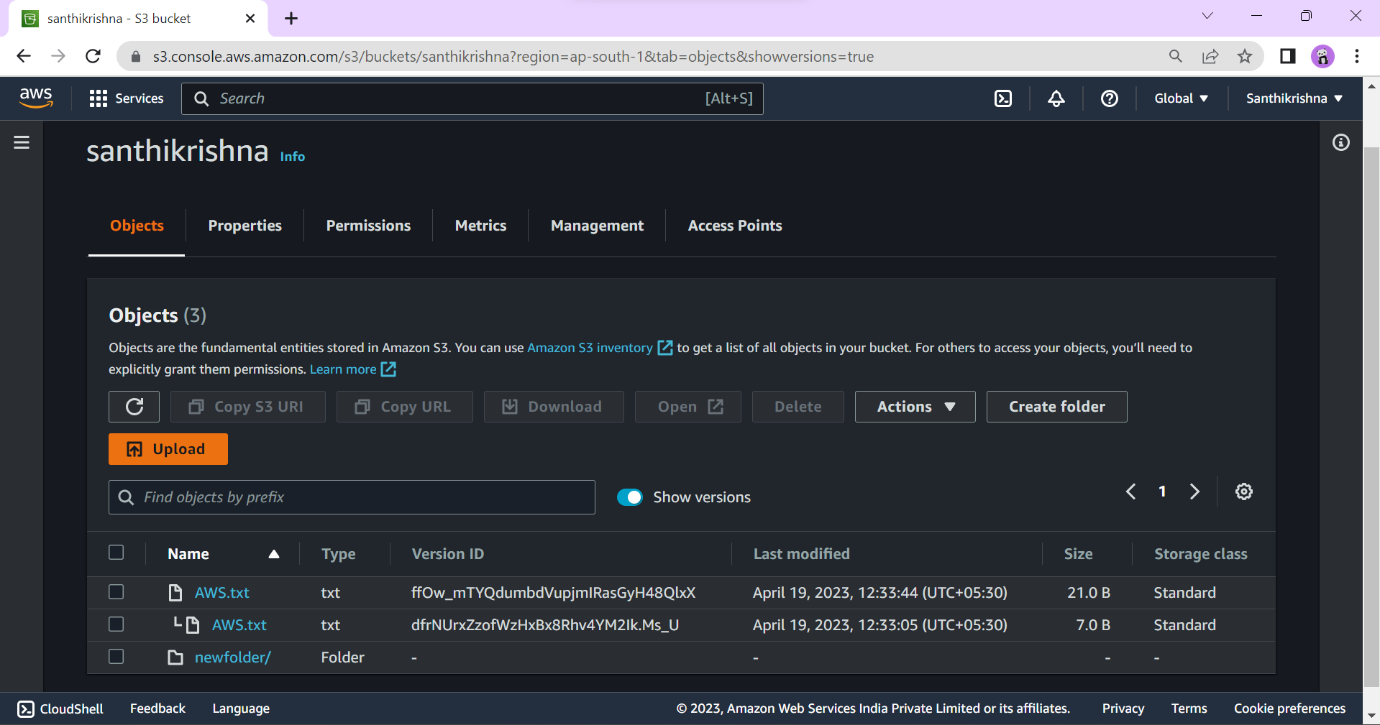 santhikrishna - S3 bucket
s3.console.aws.amazon.com/s3/buckets/santhikrishna?region=ap-south-1&tab=objects&showversions=true
aws Services Search [Alt+S] Global Santhikrishna
santhikrishna Info
Objects Properties Permissions Metrics Management Access Points
Objects (3)
Objects are the fundamental entities stored in Amazon S3. You can use Amazon S3 inventory to get a list of all objects in your bucket. For others to access your objects, you'll need to
explicitly grant them permissions. Learn more
Copy S3 URI Copy URL Download Open Delete Actions Create folder
Upload
Find objects by prefix Show versions 1
Name Type Version ID Last modified Size Storage class
AWS.txt txt ffOw_mTYQdumbdVupjmIRasGyH48QlxX April 19, 2023, 12:33:44 (UTC+05:30) 21.0 B Standard
AWS.txt txt dfrNUrxZzofWzHxBx8Rhv4YM2Ik.Ms_U April 19, 2023, 12:33:05 (UTC+05:30) 7.0 B Standard
newfolder/ Folder - - - -
CloudShell Feedback Language © 2023, Amazon Web Services India Private Limited or its affiliates. Privacy Terms Cookie preferences